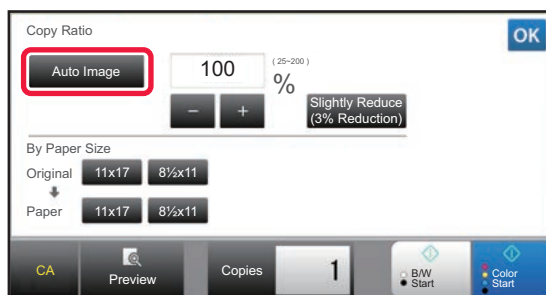 Copy Ratio
OK
Auto Image
100
( 25~200 )
%
−
+
Slightly Reduce
(3% Reduction)
By Paper Size
Original 11x17 8½x11
Paper 11x17 8½x11
CA
Preview
Copies
1
B/W
Start
Color
Start